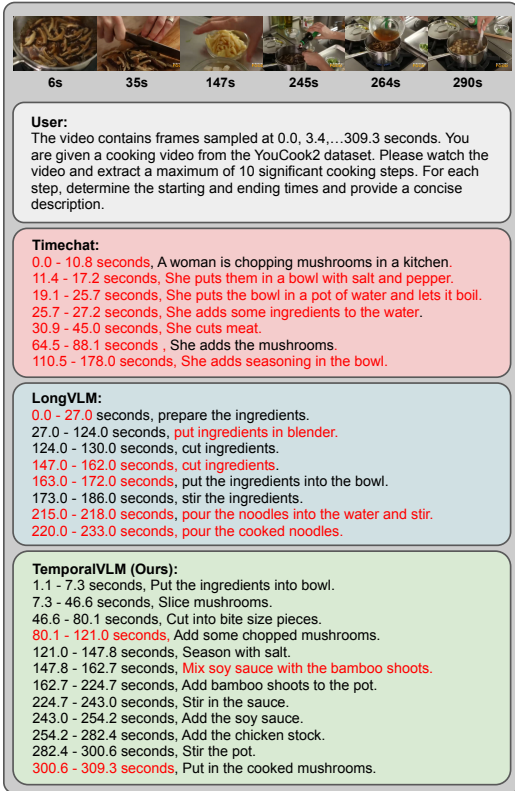 6s 35s 147s 245s 264s 290s
User:
The video contains frames sampled at 0.0, 3.4,...309.3 seconds. You
are given a cooking video from the YouCook2 dataset. Please watch the
video and extract a maximum of 10 significant cooking steps. For each
step, determine the starting and ending times and provide a concise
description.
Timechat:
0.0 - 10.8 seconds, A woman is chopping mushrooms in a kitchen.
11.4 - 17.2 seconds, She puts them in a bowl with salt and pepper.
19.1 - 25.7 seconds, She puts the bowl in a pot of water and lets it boil.
25.7 - 27.2 seconds, She adds some ingredients to the water.
30.9 - 45.0 seconds, She cuts meat.
64.5 - 88.1 seconds , She adds the mushrooms.
110.5 - 178.0 seconds, She adds seasoning in the bowl.
LongVLM:
0.0 - 27.0 seconds, prepare the ingredients.
27.0 - 124.0 seconds, put ingredients in blender.
124.0 - 130.0 seconds, cut ingredients.
147.0 - 162.0 seconds, cut ingredients.
163.0 - 172.0 seconds, put the ingredients into the bowl.
173.0 - 186.0 seconds, stir the ingredients.
215.0 - 218.0 seconds, pour the noodles into the water and stir.
220.0 - 233.0 seconds, pour the cooked noodles.
TemporalVLM (Ours):
1.1 - 7.3 seconds, Put the ingredients into bowl.
7.3 - 46.6 seconds, Slice mushrooms.
46.6 - 80.1 seconds, Cut into bite size pieces.
80.1 - 121.0 seconds, Add some chopped mushrooms.
121.0 - 147.8 seconds, Season with salt.
147.8 - 162.7 seconds, Mix soy sauce with the bamboo shoots.
162.7 - 224.7 seconds, Add bamboo shoots to the pot.
224.7 - 243.0 seconds, Stir in the sauce.
243.0 - 254.2 seconds, Add the soy sauce.
254.2 - 282.4 seconds, Add the chicken stock.
282.4 - 300.6 seconds, Stir the pot.
300.6 - 309.3 seconds, Put in the cooked mushrooms.